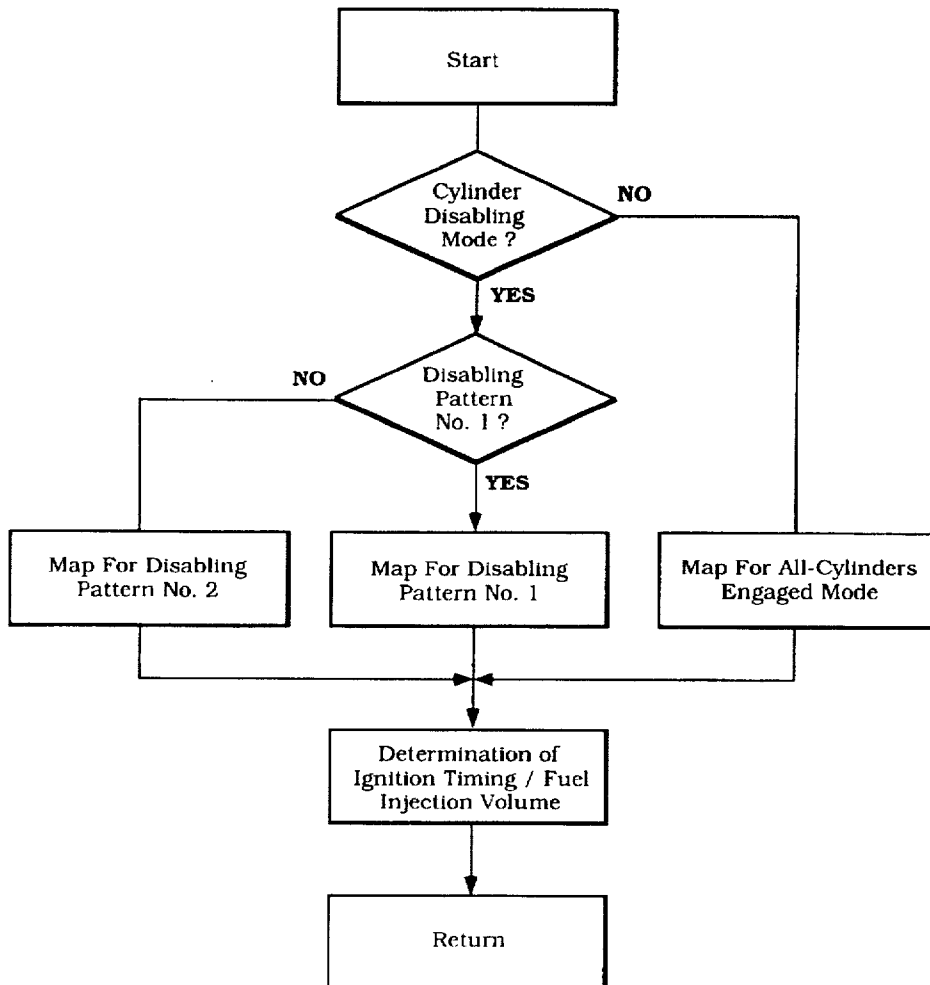 Start
Cylinder
Disabling
Mode ?
NO
YES
Disabling
Pattern
No. 1 ?
NO
YES
Map For Disabling
Pattern No. 2
Map For Disabling
Pattern No. 1
Map For All-Cylinders
Engaged Mode
Determination of
Ignition Timing / Fuel
Injection Volume
Return